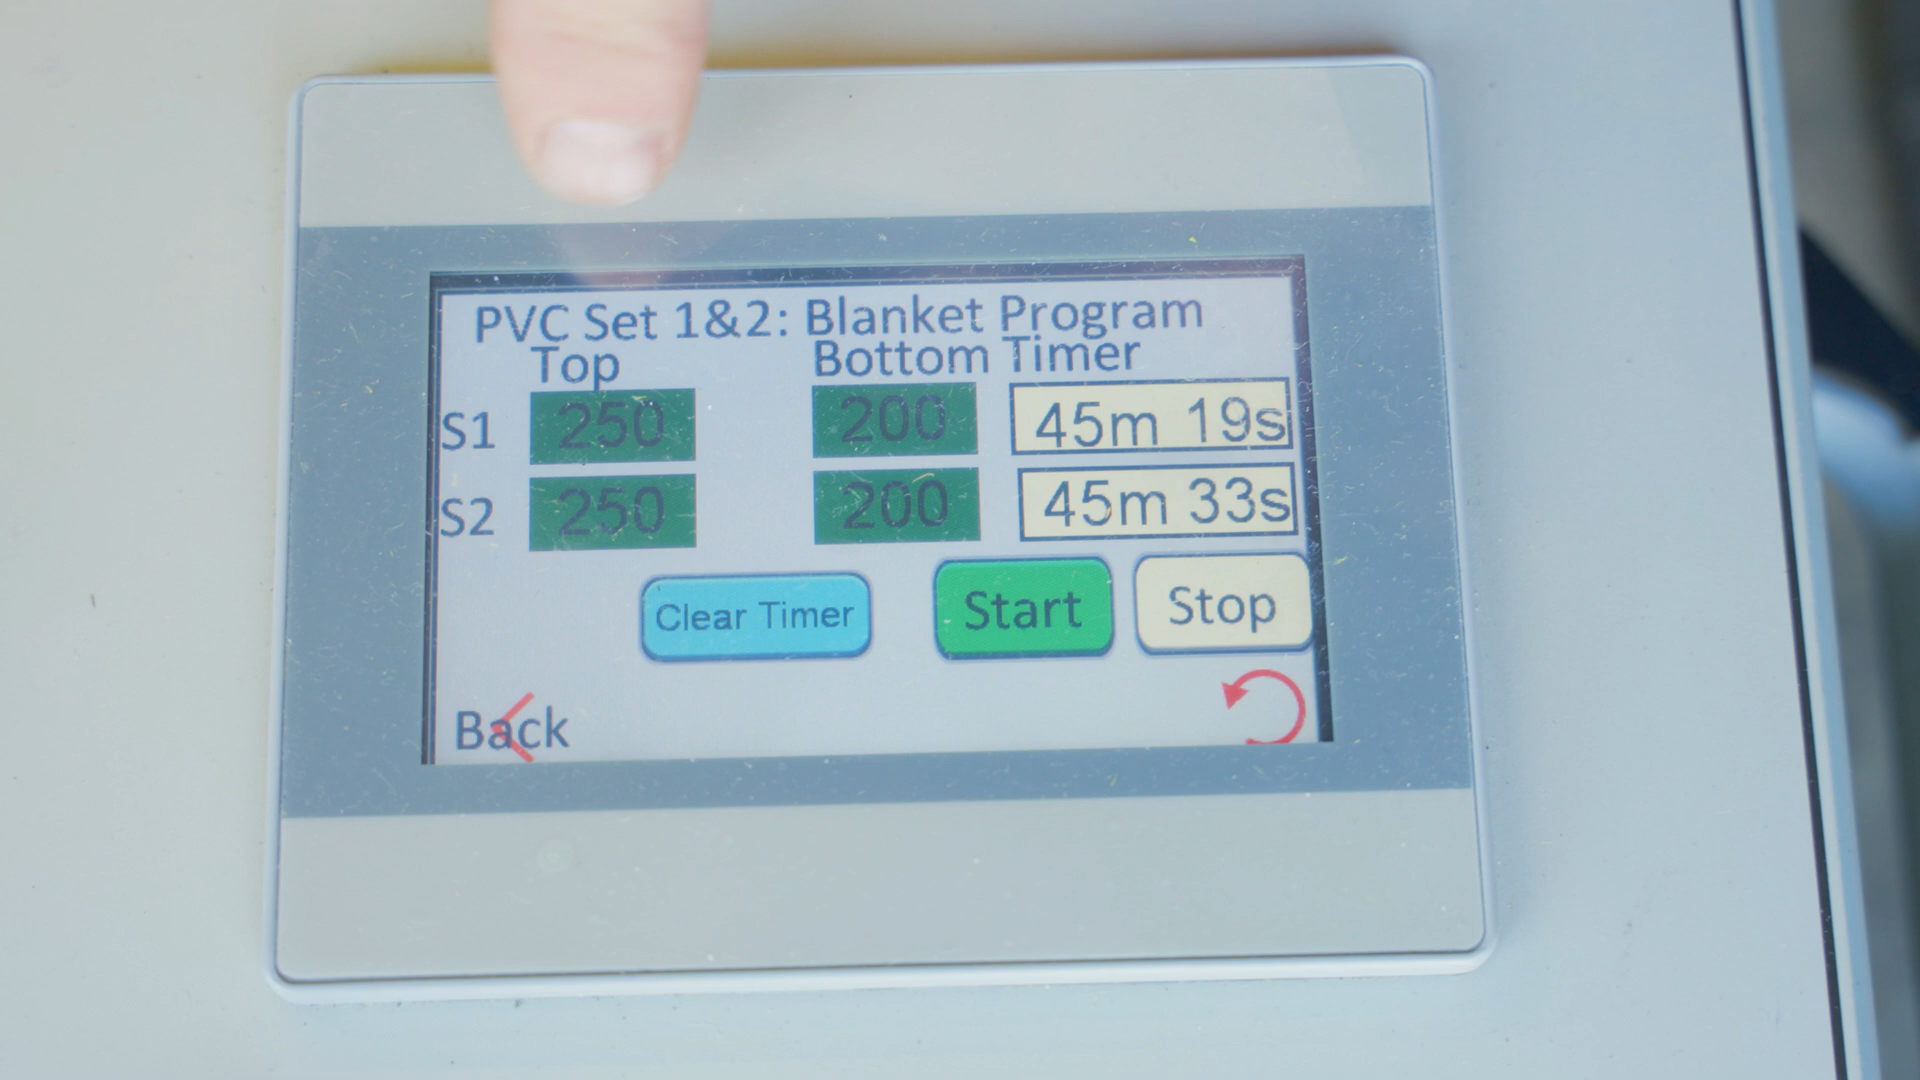 PVC Set 1&2: Blanket Program
Top Bottom Timer
S1 250 200 45m 19s
S2 250 200 45m 33s
Clear Timer Start Stop
Back